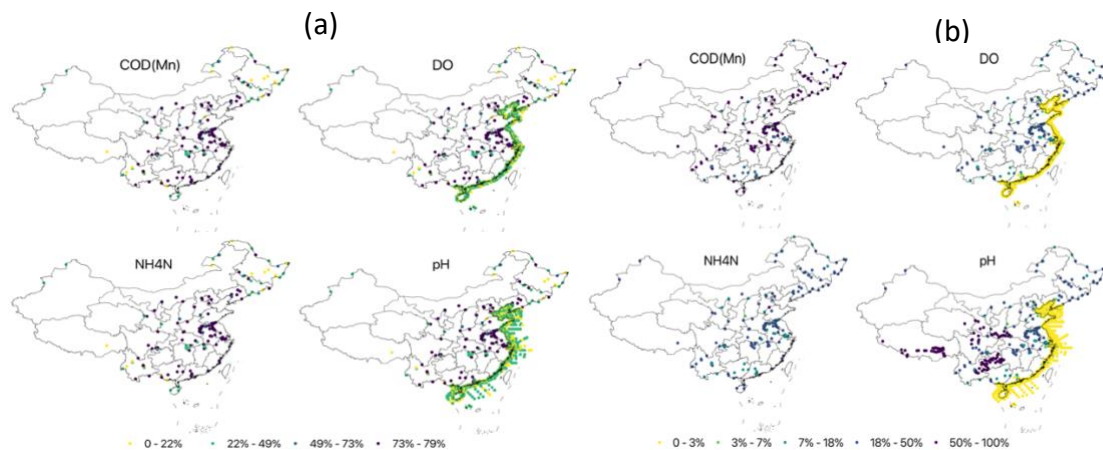 (a)
(b)
COD(Mn)
DO
COD(Mn)
DO
NH4N
pH
NH4N
pH
0 - 22% 22% - 49% 49% - 73% 73% - 79%
0 - 3% 3% - 7% 7% - 18% 18% - 50% 50% - 100%